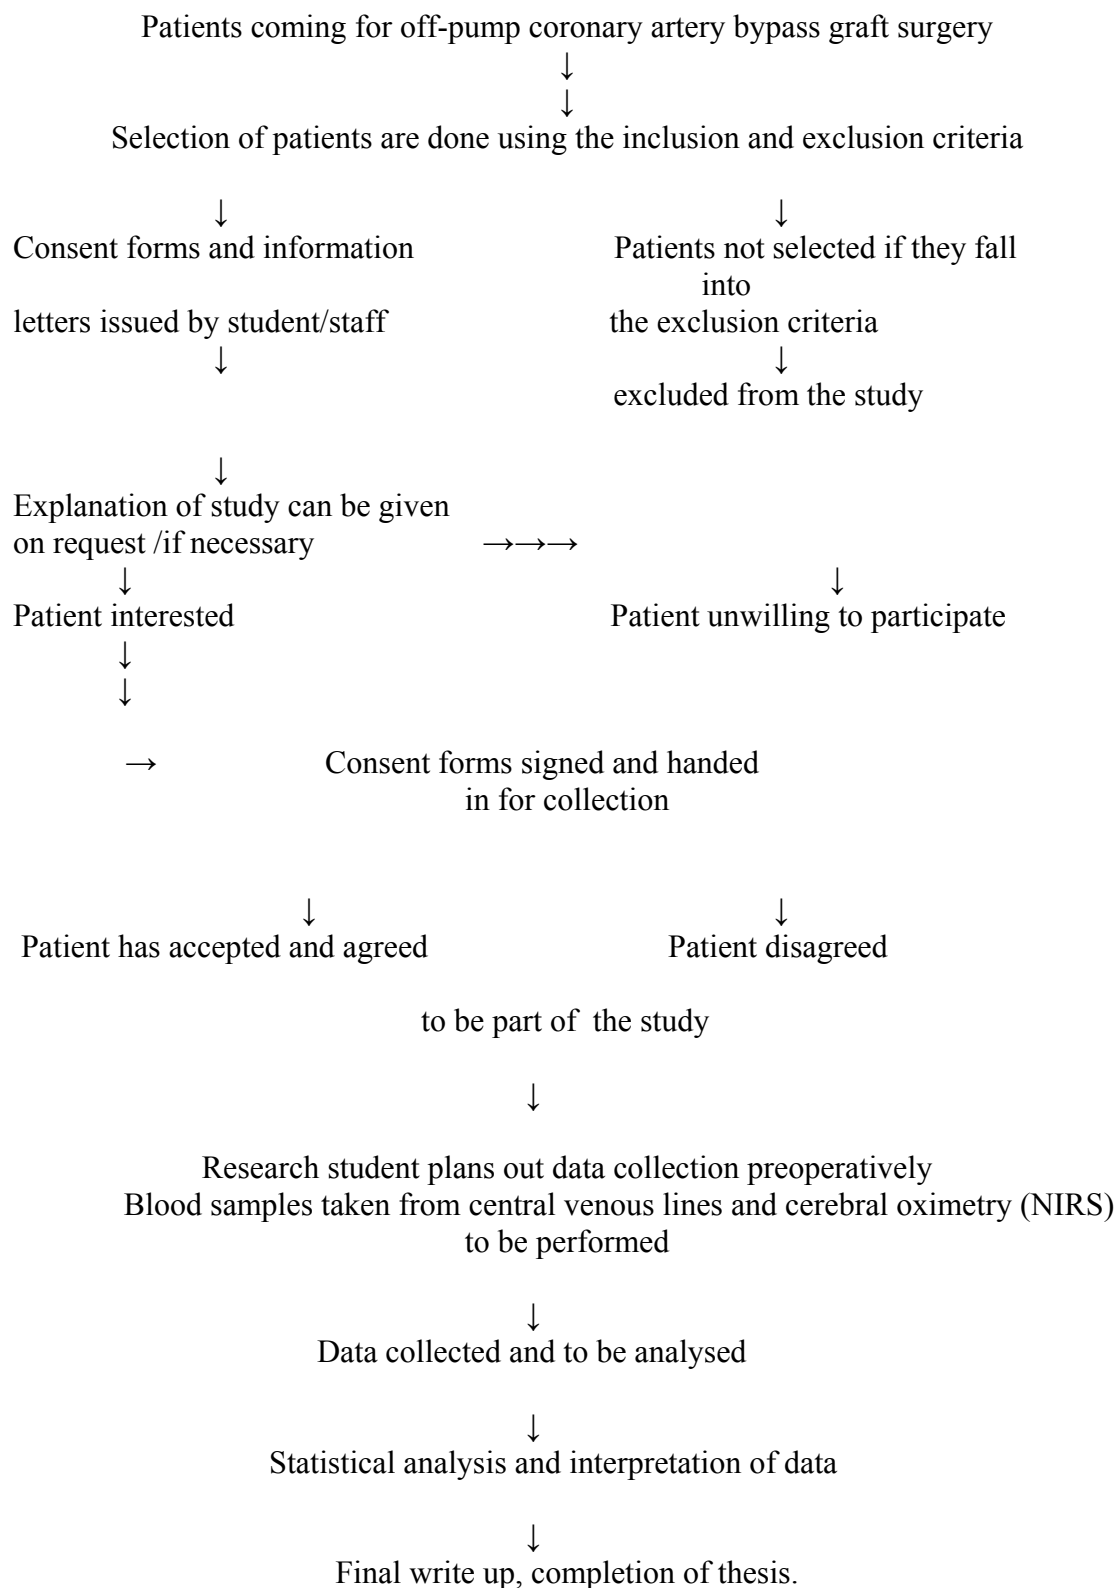 Patients coming for off-pump coronary artery bypass graft surgery
↓
↓
Selection of patients are done using the inclusion and exclusion criteria
↓ ↓
Consent forms and information Patients not selected if they fall
into
letters issued by student/staff the exclusion criteria
↓ ↓
excluded from the study
↓
Explanation of study can be given
on request /if necessary →→→
↓ ↓
Patient interested Patient unwilling to participate
↓
↓
→ Consent forms signed and handed
in for collection
↓ ↓
Patient has accepted and agreed Patient disagreed
to be part of the study
↓
Research student plans out data collection preoperatively
Blood samples taken from central venous lines and cerebral oximetry (NIRS)
to be performed
↓
Data collected and to be analysed
↓
Statistical analysis and interpretation of data
↓
Final write up, completion of thesis.